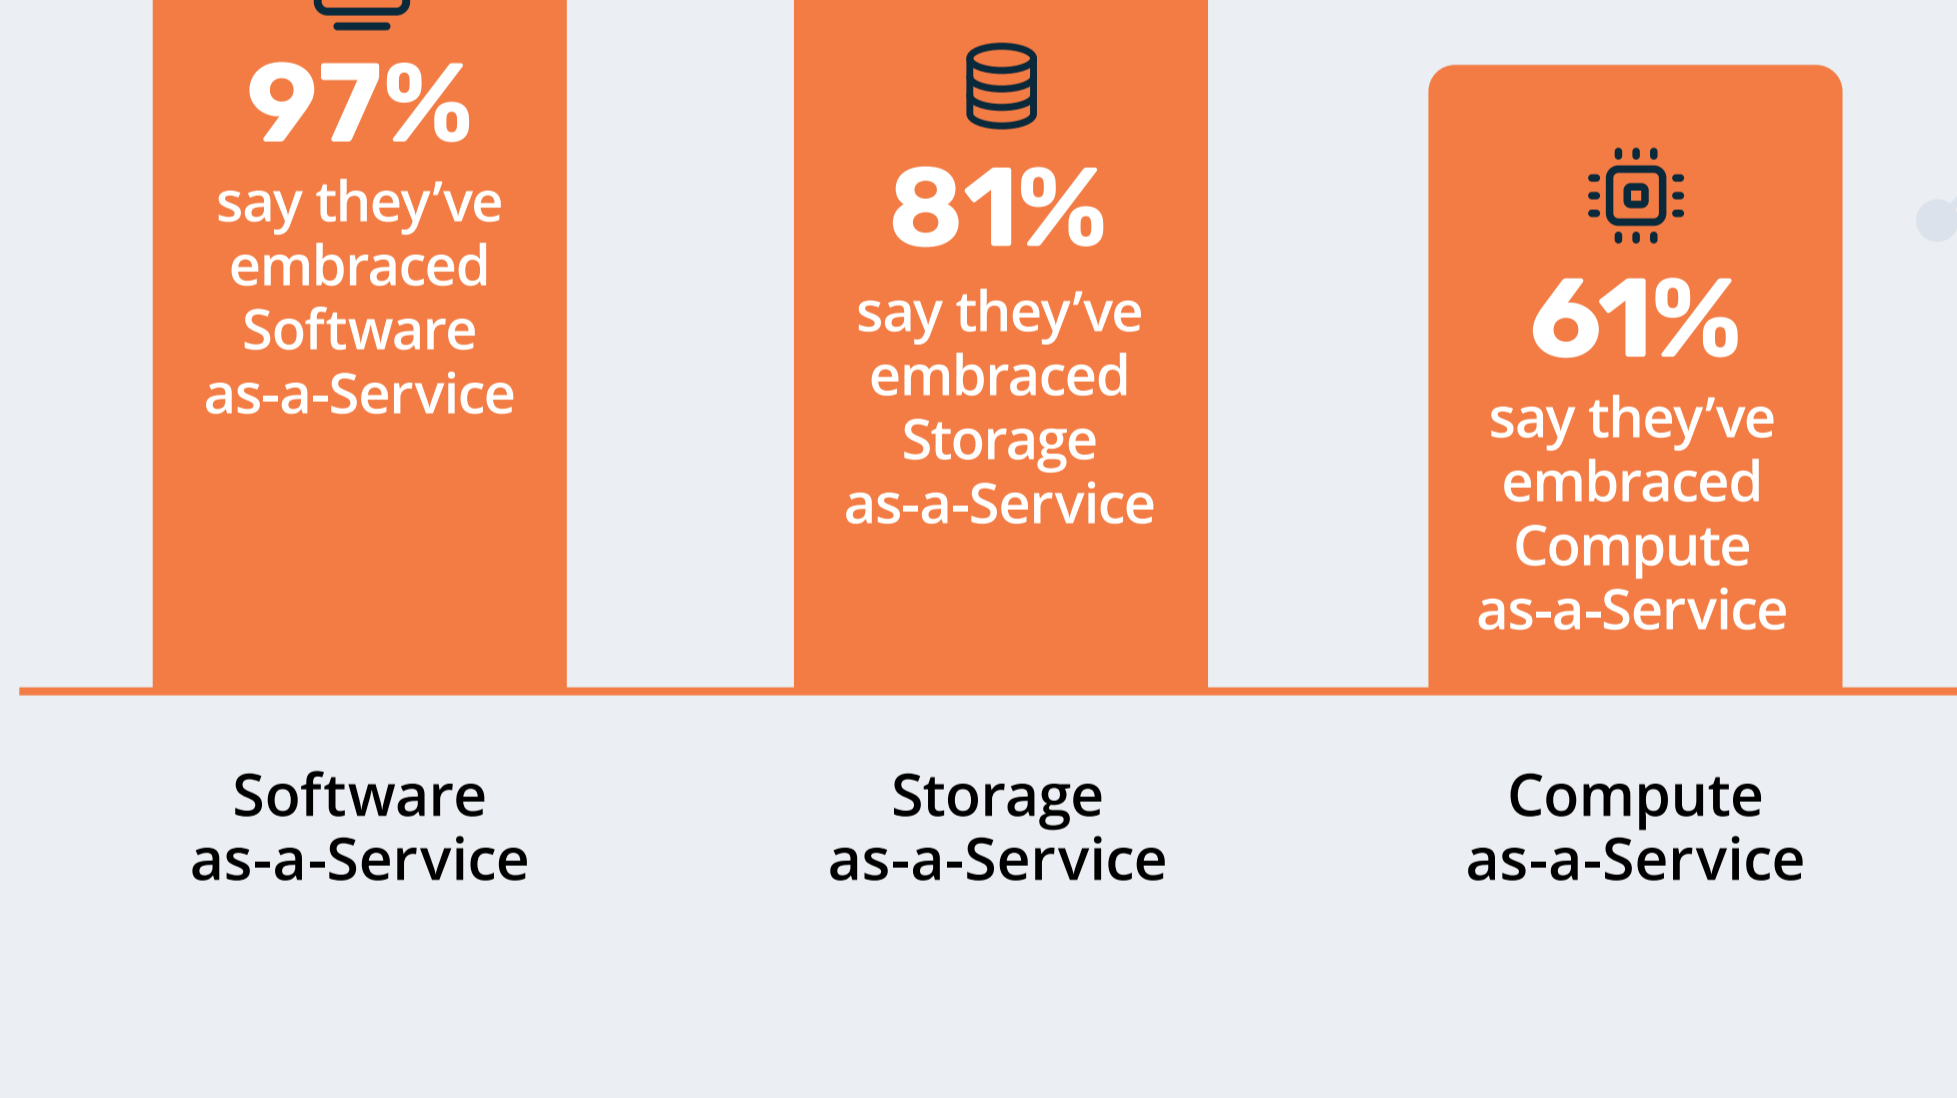 97%
say they’ve
embraced
Software
as-a-Service
81%
say they’ve
embraced
Storage
as-a-Service
61%
say they’ve
embraced
Compute
as-a-Service
Software
as-a-Service
Storage
as-a-Service
Compute
as-a-Service